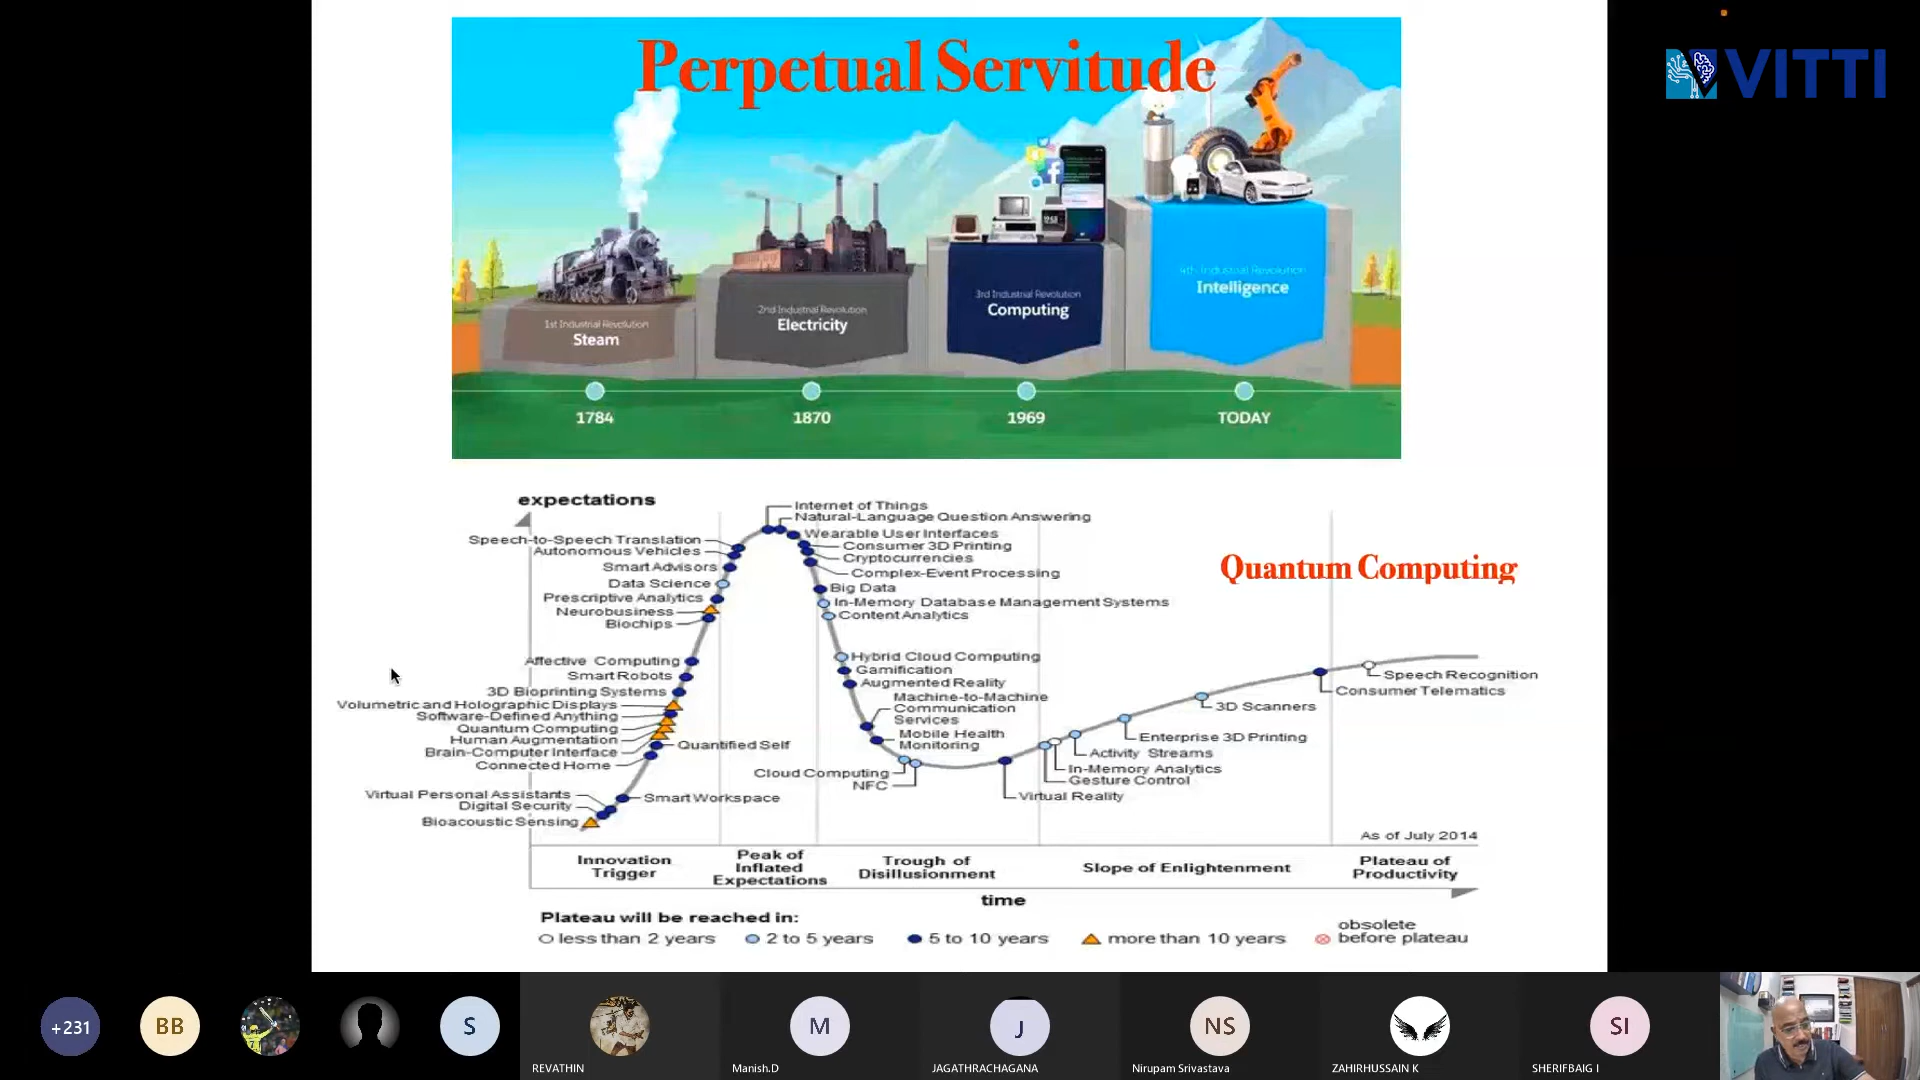 Perpetual Servitude
VITTI
1st Industrial Revolution
Steam
2nd Industrial Revolution
Electricity
3rd Industrial Revolution
Computing
4th Industrial Revolution
Intelligence
1784
1870
1969
TODAY
expectations
Internet of Things
Natural-Language Question Answering
Wearable User Interfaces
Consumer 3D Printing
Cryptocurrencies
Complex-Event Processing
Big Data
In-Memory Database Management Systems
Content Analytics
Hybrid Cloud Computing
Gamification
Augmented Reality
Machine-to-Machine
Communication
Services
Mobile Health
Monitoring
Speech-to-Speech Translation
Autonomous Vehicles
Smart Advisors
Data Science
Prescriptive Analytics
Neurobusiness
Biochips
Affective Computing
Smart Robots
3D Bioprinting Systems
Volumetric and Holographic Displays
Software-Defined Anything
Quantum Computing
Human Augmentation
Brain-Computer Interface
Connected Home
Quantified Self
Virtual Personal Assistants
Digital Security
Bioacoustic Sensing
Smart Workspace
Cloud Computing
NFC
Virtual Reality
Gesture Control
In-Memory Analytics
Activity Streams
Enterprise 3D Printing
3D Scanners
Consumer Telematics
Speech Recognition
Quantum Computing
As of July 2014
Innovation
Trigger
Peak of
Inflated
Expectations
Trough of
Disillusionment
Slope of Enlightenment
Plateau of
Productivity
time
Plateau will be reached in:
less than 2 years
2 to 5 years
5 to 10 years
more than 10 years
obsolete
before plateau
+231
BB
S
REVATHIN
M
Manish.D
J
JAGATHRACHAGANA
NS
Nirupam Srivastava
ZAHIRHUSSAIN K
SI
SHERIFBAIG I